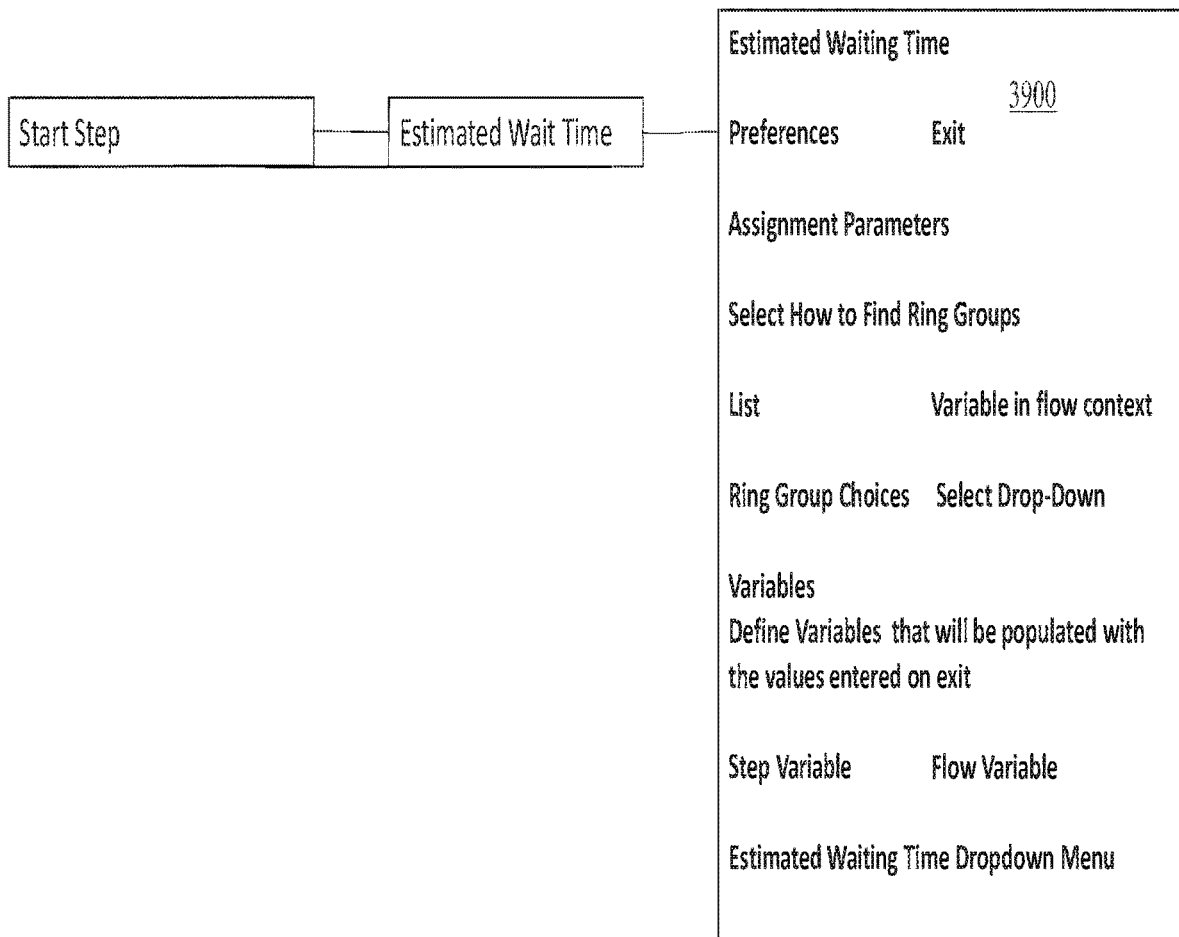 Estimated Waiting Time
3900
Start Step
Estimated Wait Time
Preferences Exit
Assignment Parameters
Select How to Find Ring Groups
List Variable in flow context
Ring Group Choices Select Drop-Down
Variables
Define Variables that will be populated with
the values entered on exit
Step Variable Flow Variable
Estimated Waiting Time Dropdown Menu